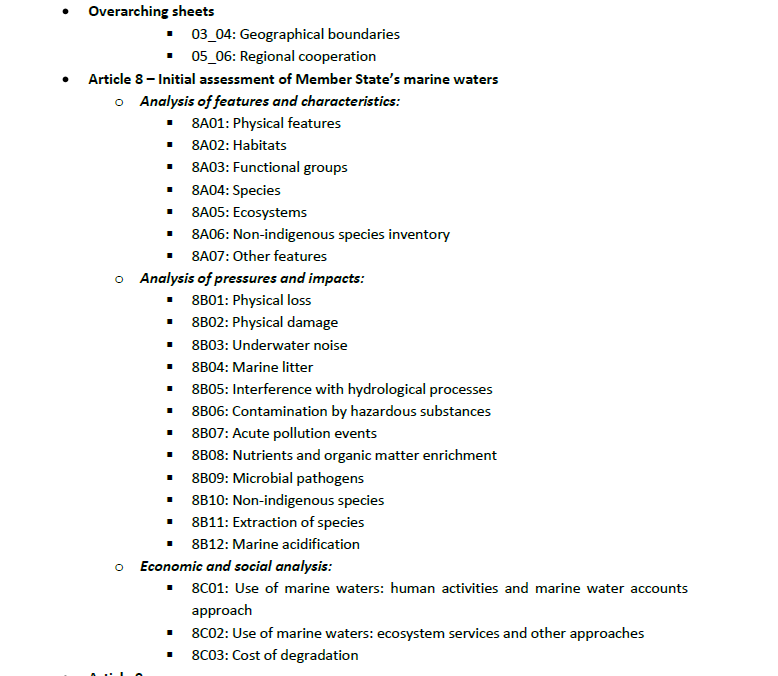 • Overarching sheets
▪ 03_04: Geographical boundaries
▪ 05_06: Regional cooperation
• Article 8 – Initial assessment of Member State’s marine waters
o Analysis of features and characteristics:
▪ 8A01: Physical features
▪ 8A02: Habitats
▪ 8A03: Functional groups
▪ 8A04: Species
▪ 8A05: Ecosystems
▪ 8A06: Non-indigenous species inventory
▪ 8A07: Other features
o Analysis of pressures and impacts:
▪ 8B01: Physical loss
▪ 8B02: Physical damage
▪ 8B03: Underwater noise
▪ 8B04: Marine litter
▪ 8B05: Interference with hydrological processes
▪ 8B06: Contamination by hazardous substances
▪ 8B07: Acute pollution events
▪ 8B08: Nutrients and organic matter enrichment
▪ 8B09: Microbial pathogens
▪ 8B10: Non-indigenous species
▪ 8B11: Extraction of species
▪ 8B12: Marine acidification
o Economic and social analysis:
▪ 8C01: Use of marine waters: human activities and marine water accounts
approach
▪ 8C02: Use of marine waters: ecosystem services and other approaches
▪ 8C03: Cost of degradation